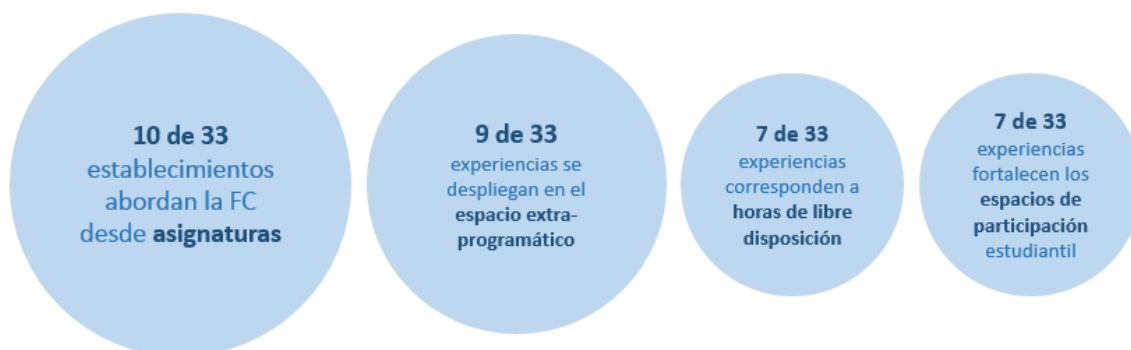 10 de 33
establecimientos
abordan la FC
desde asignaturas
9 de 33
experiencias se
despliegan en el
espacio extra-
programático
7 de 33
experiencias
corresponden a
horas de libre
disposición
7 de 33
experiencias
fortalecen los
espacios de
participación
estudiantil